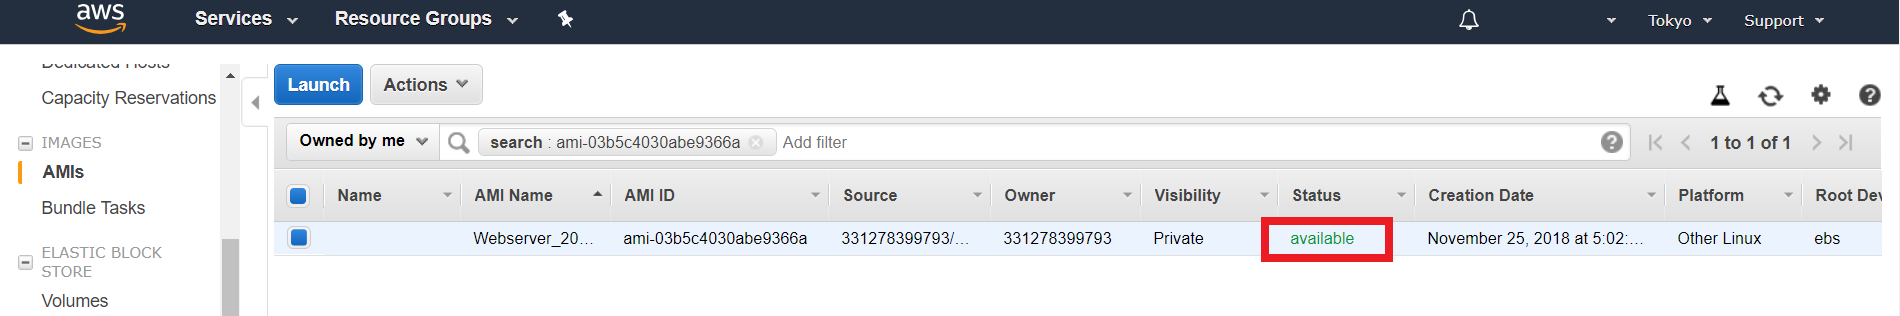 aws
Services
Resource Groups
Tokyo
Support
Dedicated Hosts
Capacity Reservations
IMAGES
AMIs
Bundle Tasks
ELASTIC BLOCK
STORE
Volumes
Launch
Actions
Owned by me
search : ami-03b5c4030abe9366a
Add filter
1 to 1 of 1
Name AMI Name AMI ID Source Owner Visibility Status Creation Date Platform Root Dev
Webserver_20... ami-03b5c4030abe9366a 331278399793/... 331278399793 Private available November 25, 2018 at 5:02:... Other Linux ebs